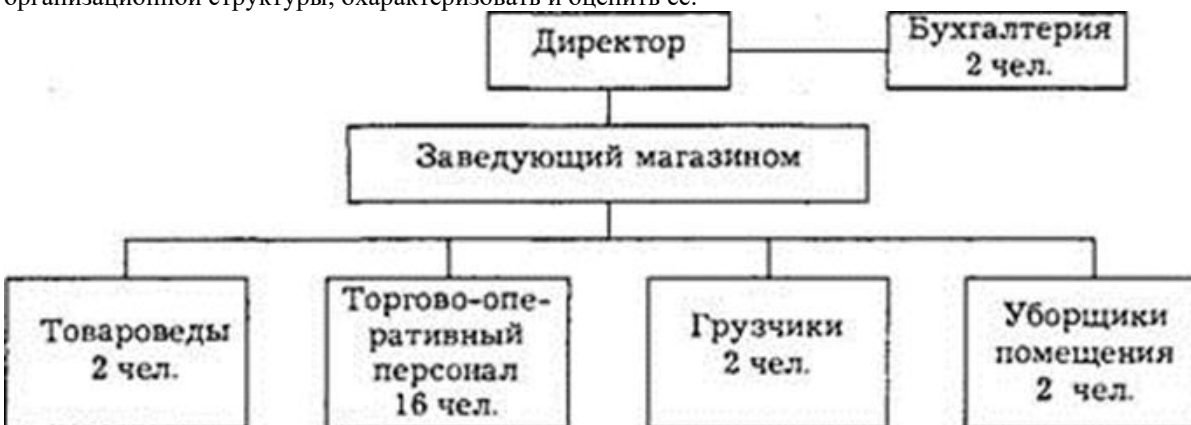 организационной структуры, охарактеризовать и оценить ее.
Директор
Бухгалтерия
2 чел.
Заведующий магазином
Товароведы
2 чел.
Торгово-опе-
ративный
персонал
16 чел.
Грузчики
2 чел.
Уборщики
помещения
2 чел.